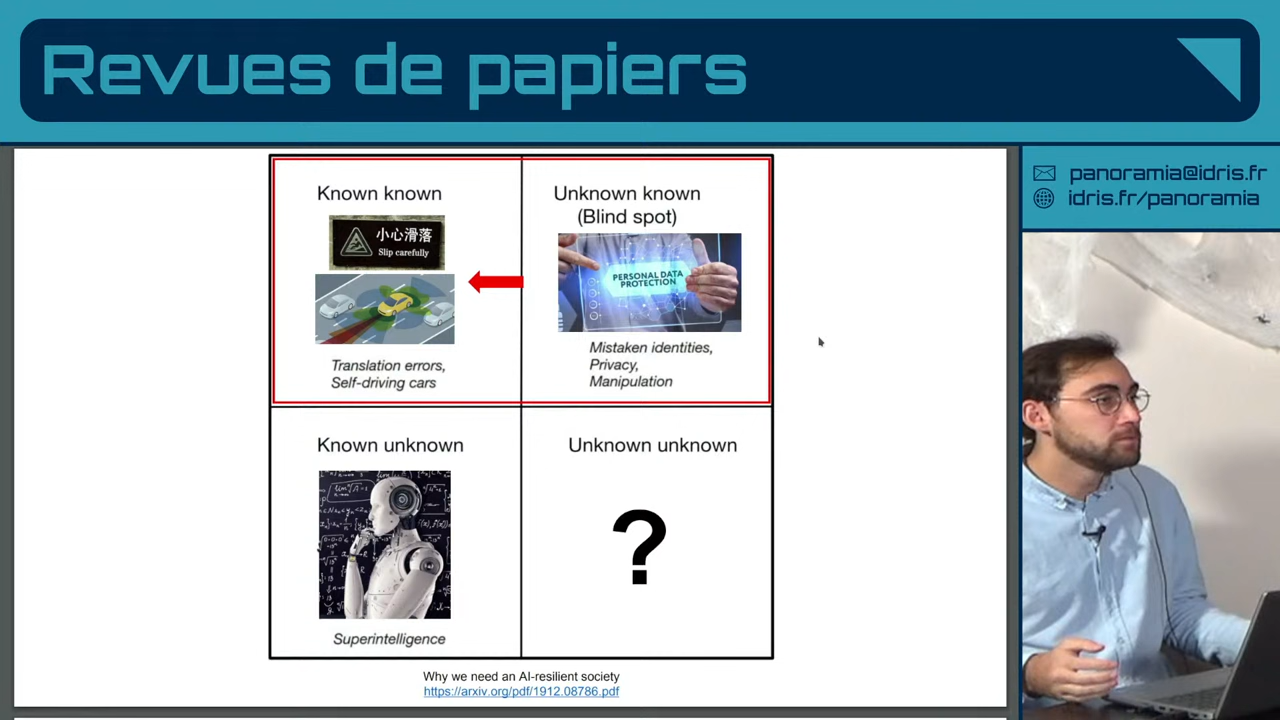 Revues de papiers
panoramia@idris.fr
idris.fr/panoramia
Known known
小心滑落
Slip carefully
Translation errors,
Self-driving cars
Unknown known
(Blind spot)
PERSONAL DATA
PROTECTION
Mistaken identities,
Privacy,
Manipulation
Known unknown
Superintelligence
Unknown unknown
?
Why we need an AI-resilient society
https://arxiv.org/pdf/1912.08786.pdf